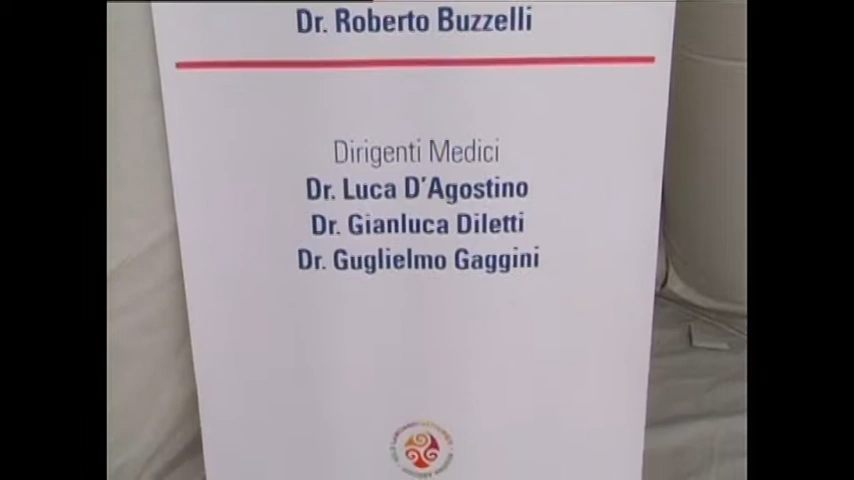 Dr. Roberto Buzzelli
Dirigenti Medici
Dr. Luca D'Agostino
Dr. Gianluca Diletti
Dr. Guglielmo Gaggini